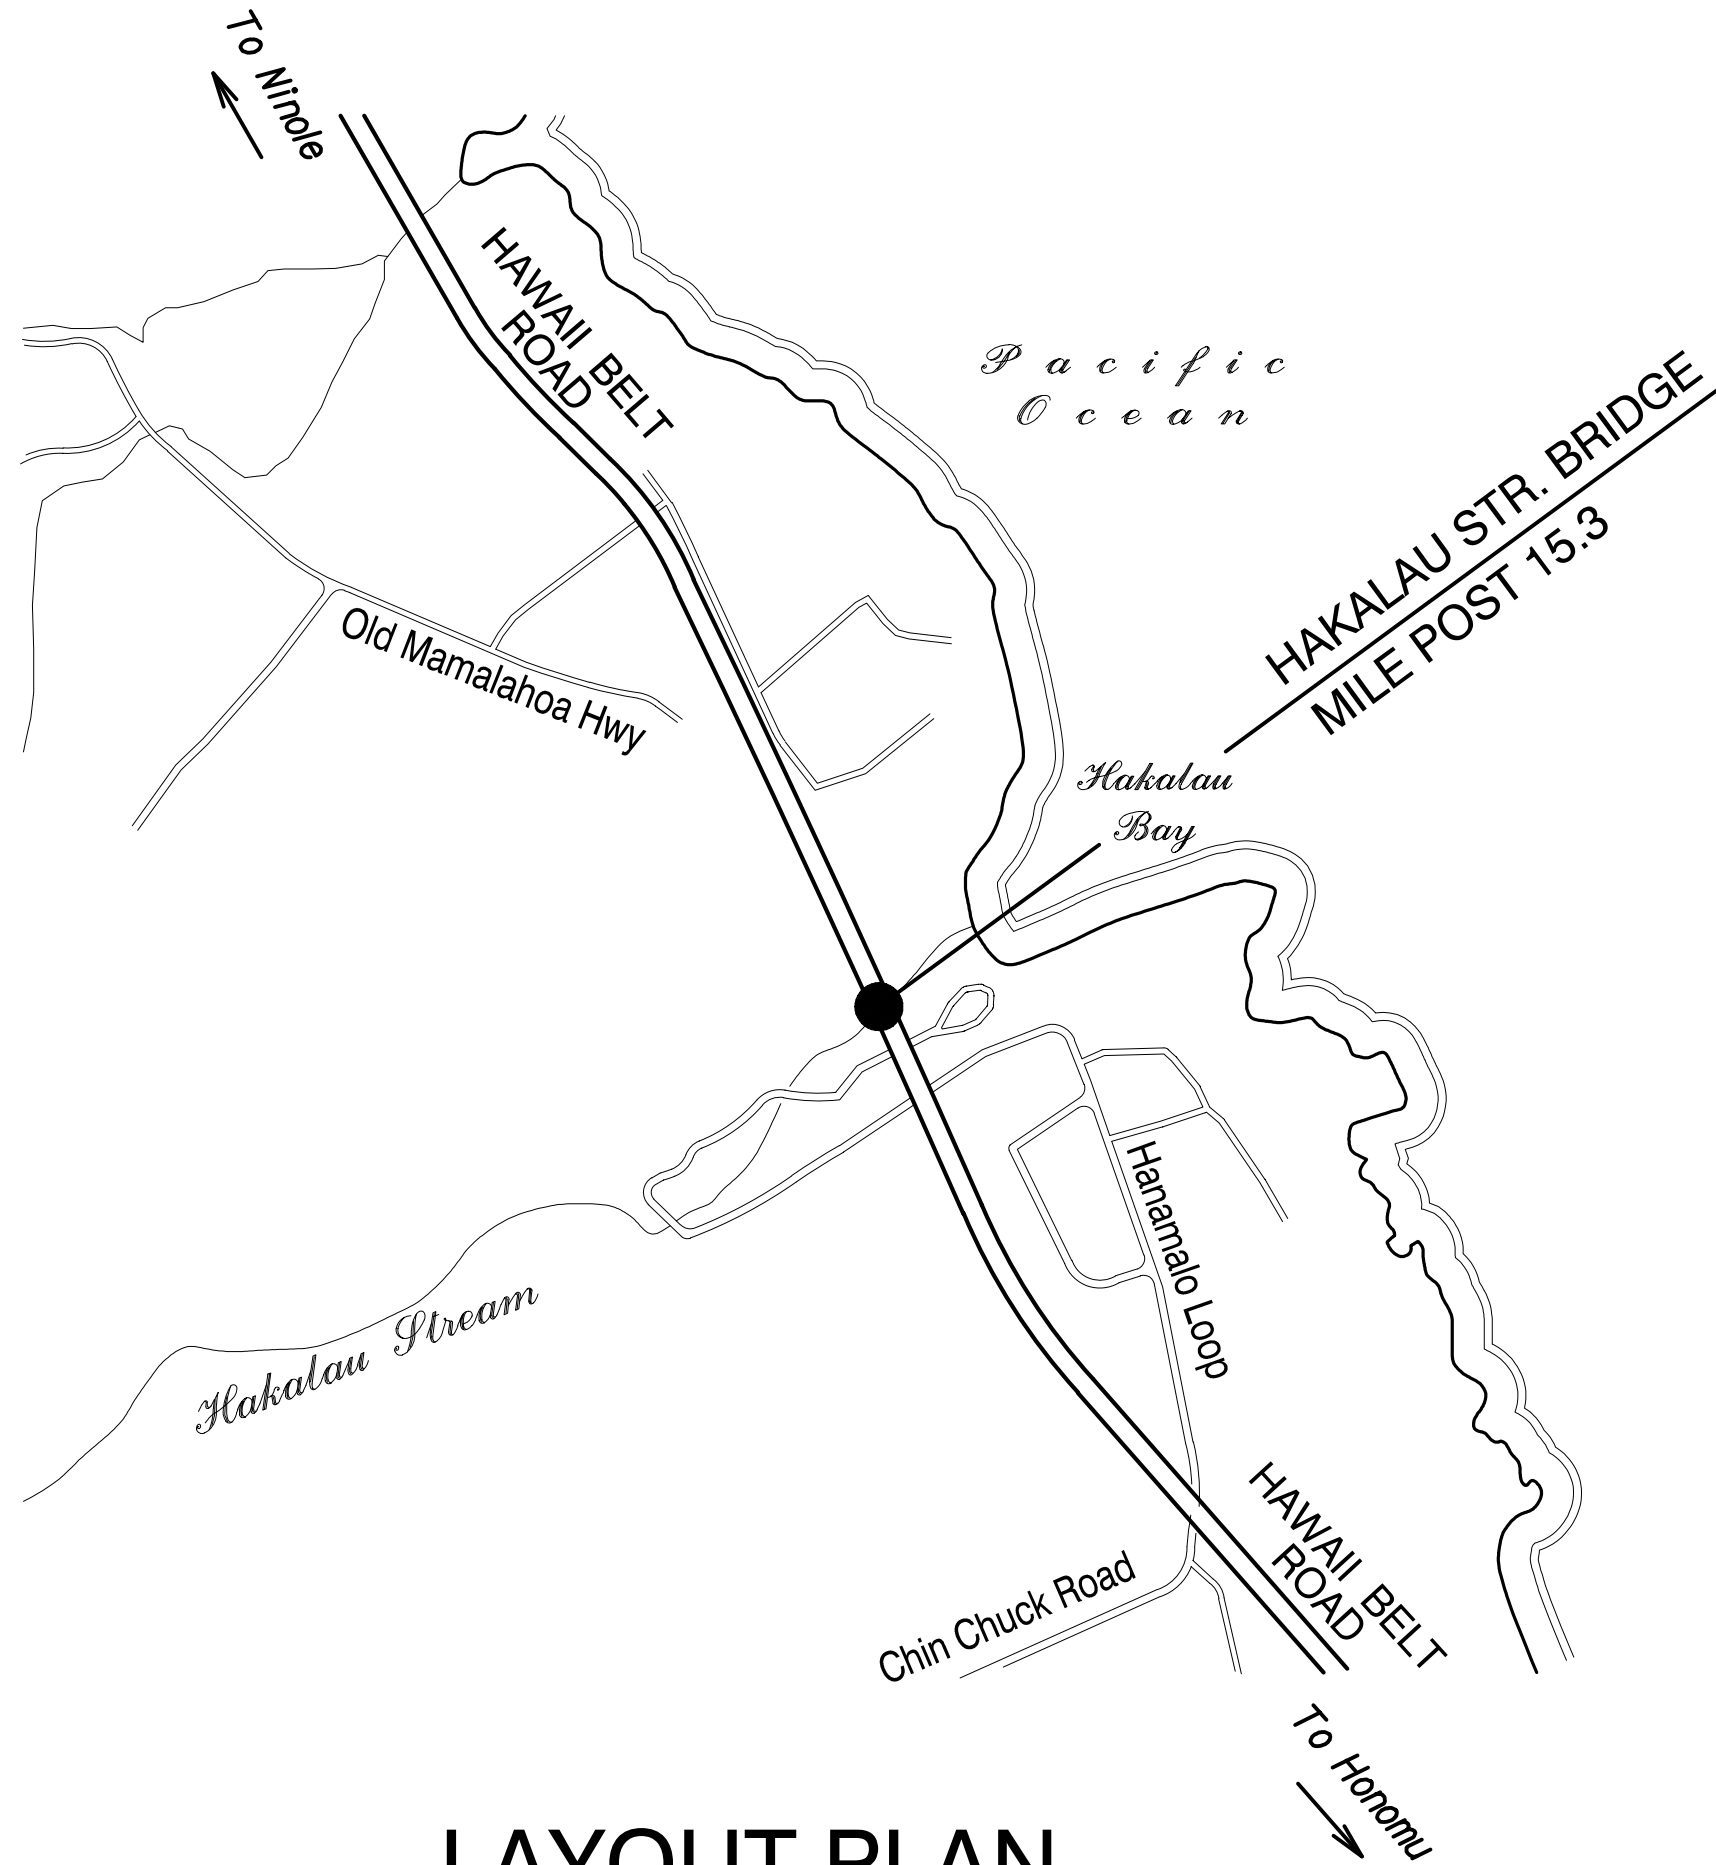 To Ninole
HAWAII BELT
ROAD
Pacific
Ocean
HAKALAU STR. BRIDGE
MILE POST 15.3
Old Mamalahoa Hwy
Hakalau
Bay
Hanamalo Loop
Hakalau Stream
HAWAII BELT
ROAD
Chin Chuck Road
To Honomu
LAYOUT PLAN